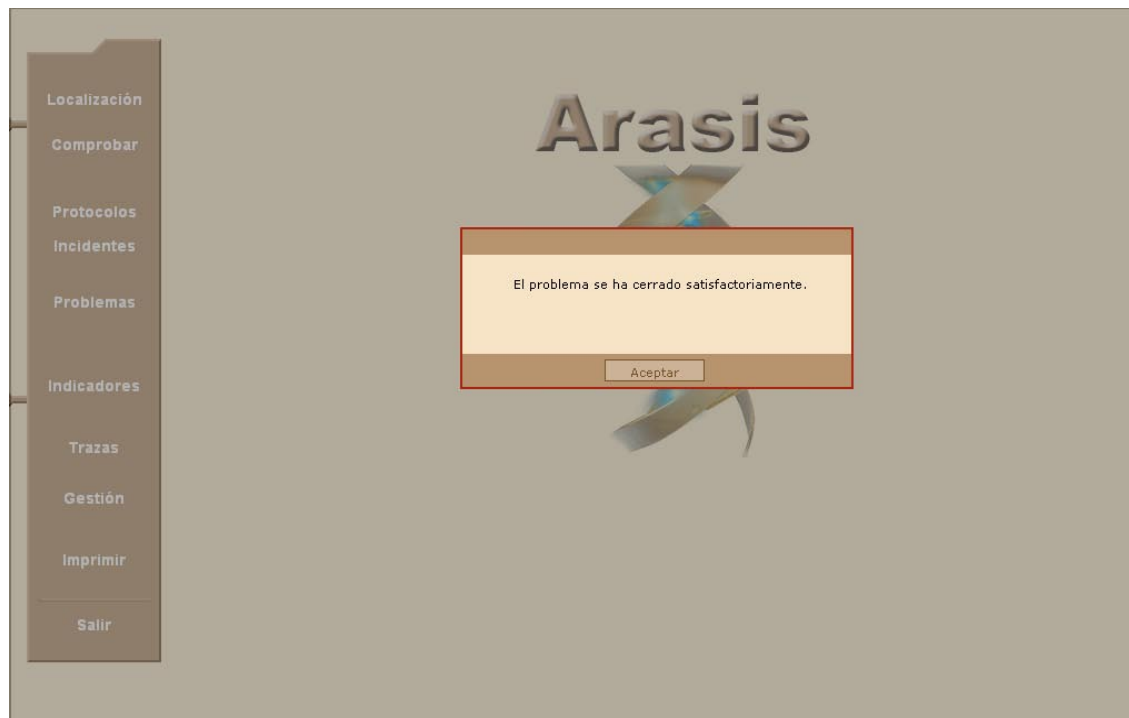 Localización
Comprobar
Protocolos
Incidentes
Problemas
Indicadores
Trazas
Gestión
Imprimir
Salir
Arasis
El problema se ha cerrado satisfactoriamente.
Aceptar